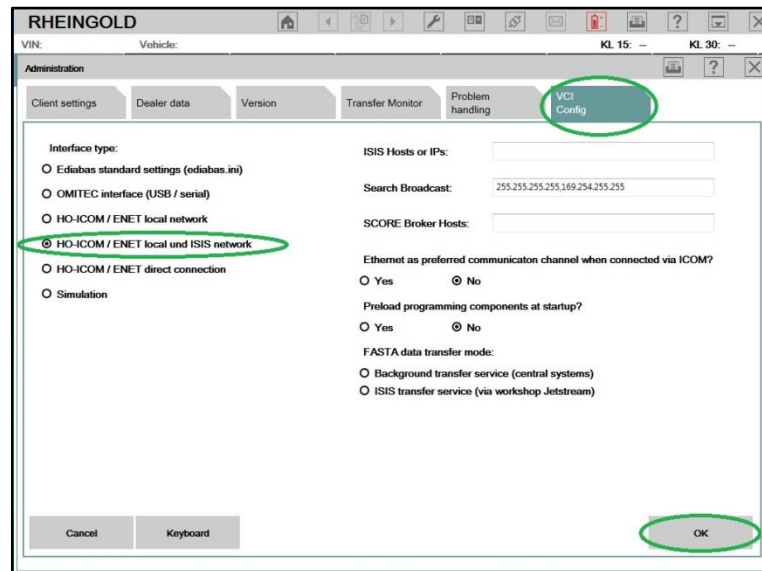 RHEINGOLD
VIN: Vehicle: KL 15: – KL 30: –
Administration
Client settings
Dealer data
Version
Transfer Monitor
Problem handling
VCI Config
Interface type:
Ediabas standard settings (ediabas.ini)
OMITEC interface (USB / serial)
HO-ICOM / ENET local network
HO-ICOM / ENET local und ISIS network
HO-ICOM / ENET direct connection
Simulation
ISIS Hosts or IPs:
Search Broadcast: 255.255.255.255,169.254.255.255
SCORE Broker Hosts:
Ethernet as preferred communicaton channel when connected via ICOM?
Yes No
Preload programming components at startup?
Yes No
FASTA data transfer mode:
Background transfer service (central systems)
ISIS transfer service (via workshop Jetstream)
Cancel
Keyboard
OK